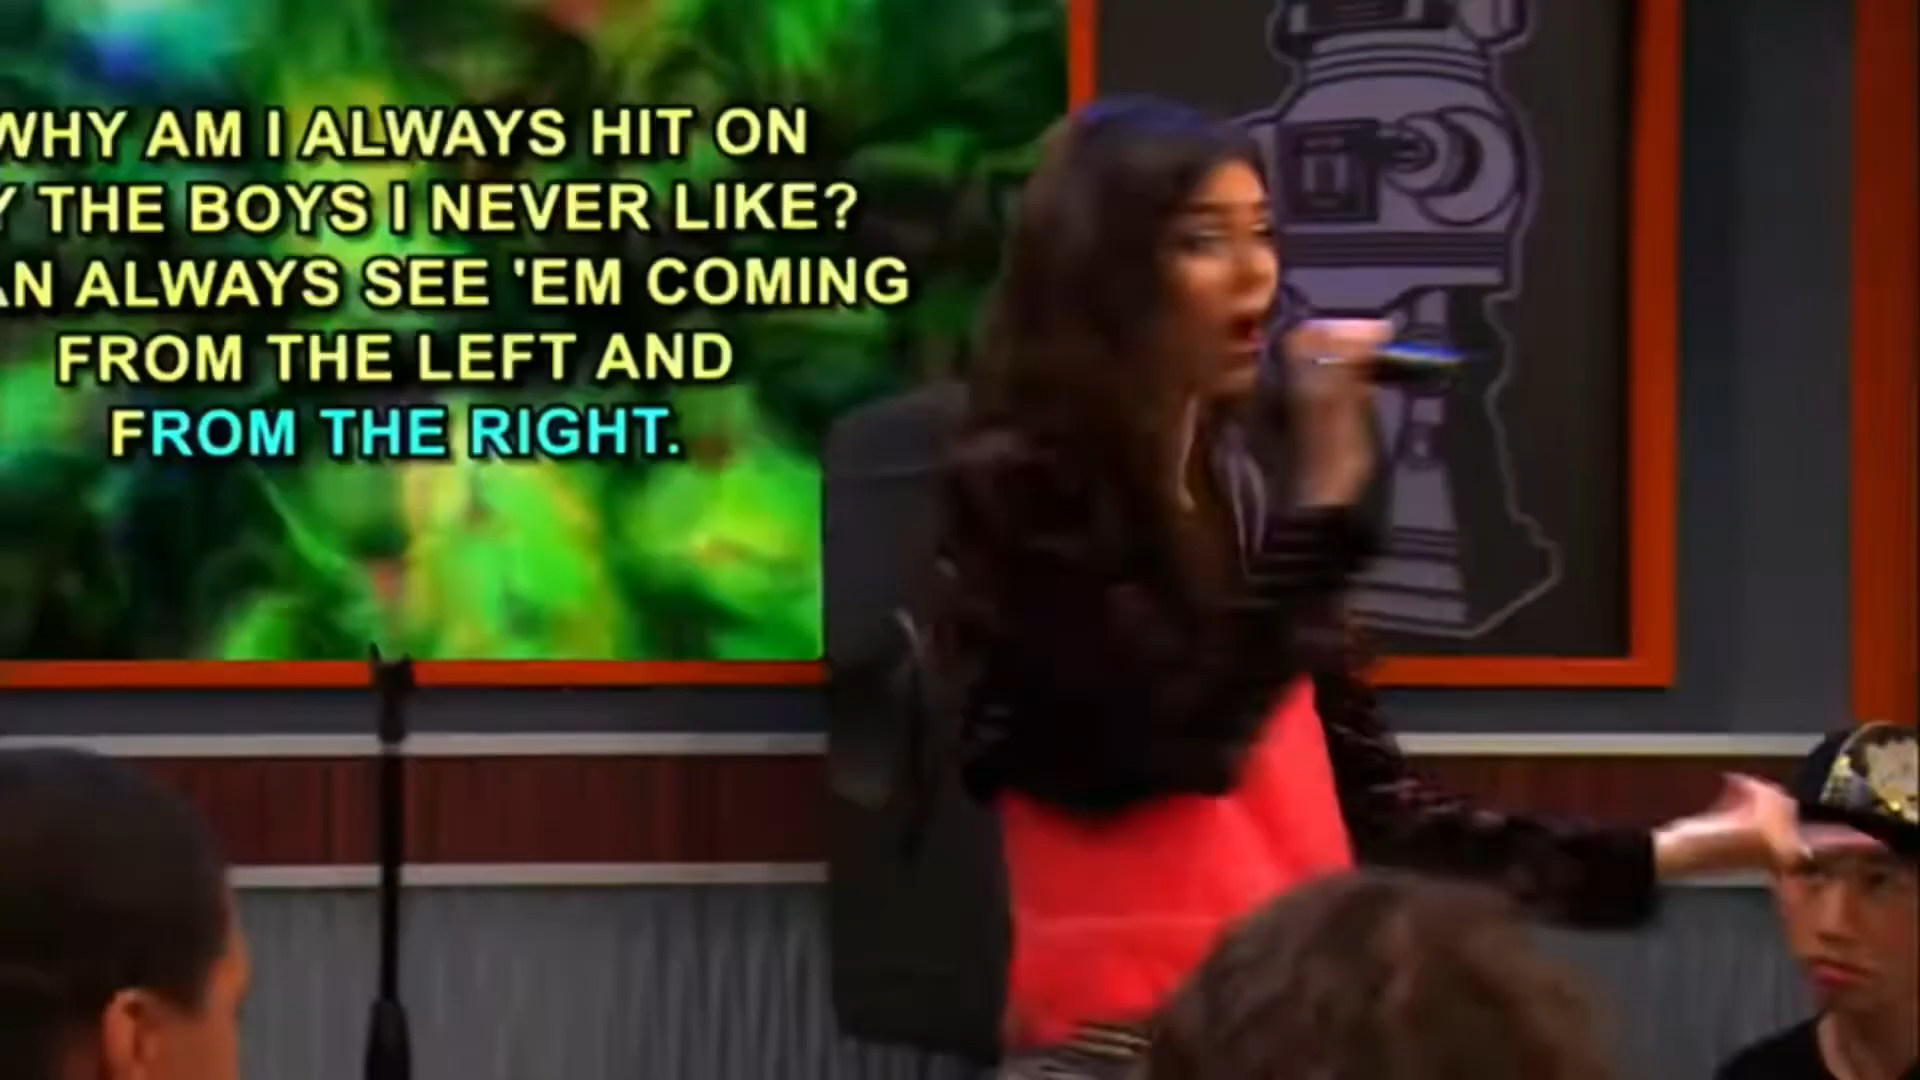 WHY AM I ALWAYS HIT ON
Y THE BOYS I NEVER LIKE?
AN ALWAYS SEE 'EM COMING
FROM THE LEFT AND
FROM THE RIGHT.